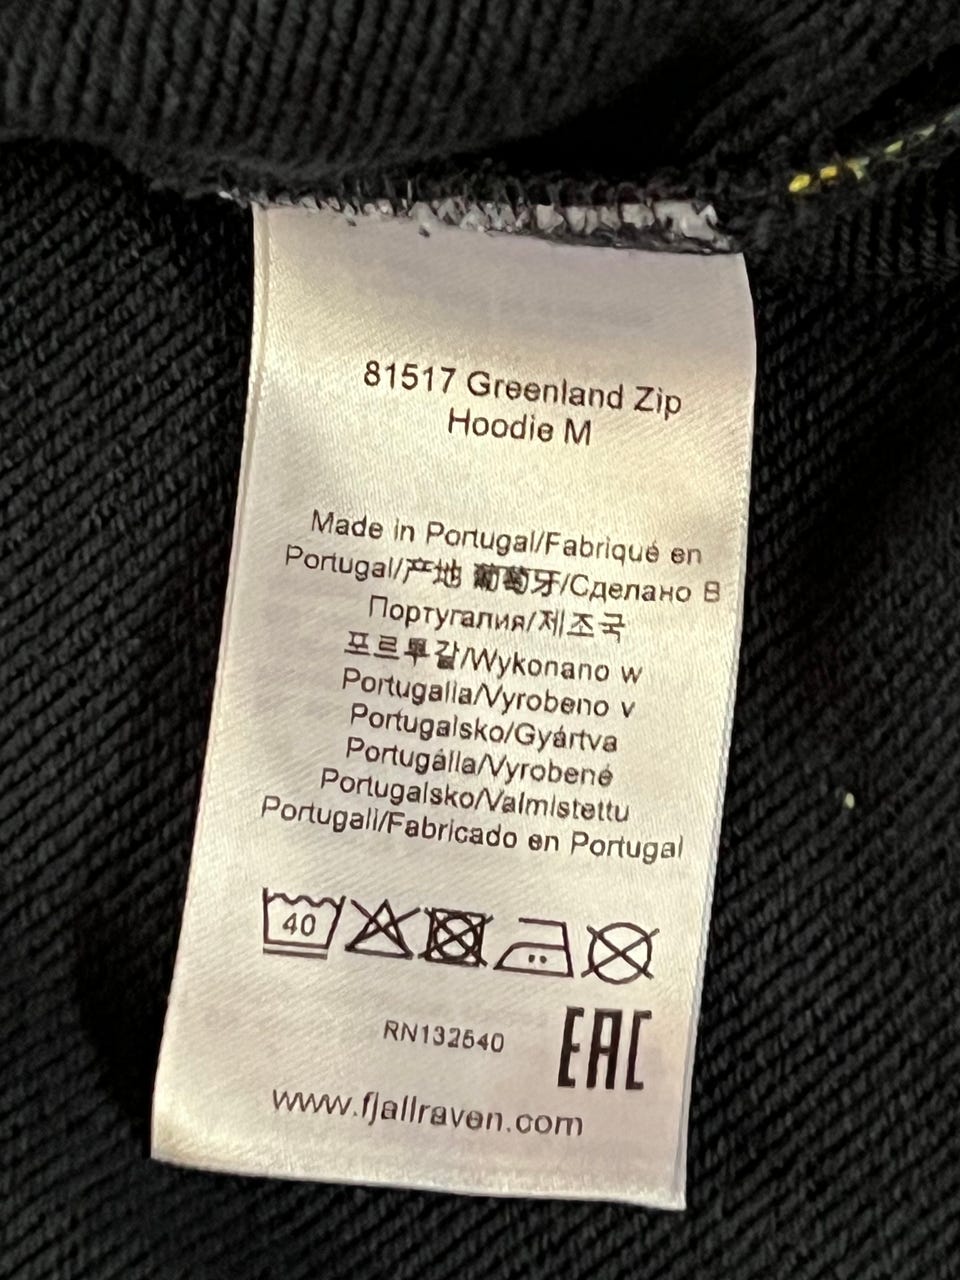 81517 Greenland Zip
Hoodie M
Made in Portugal/Fabriqué en
Portugal/产地 葡萄牙/Сделано В
Португалия/제조국
포르투갈/Wykonano w
Portugalia/Vyrobeno v
Portugalsko/Gyártva
Portugália/Vyrobené
Portugalsko/Valmistettu
Portugali/Fabricado en Portugal
40
RN132540
EAC
www.fjallraven.com